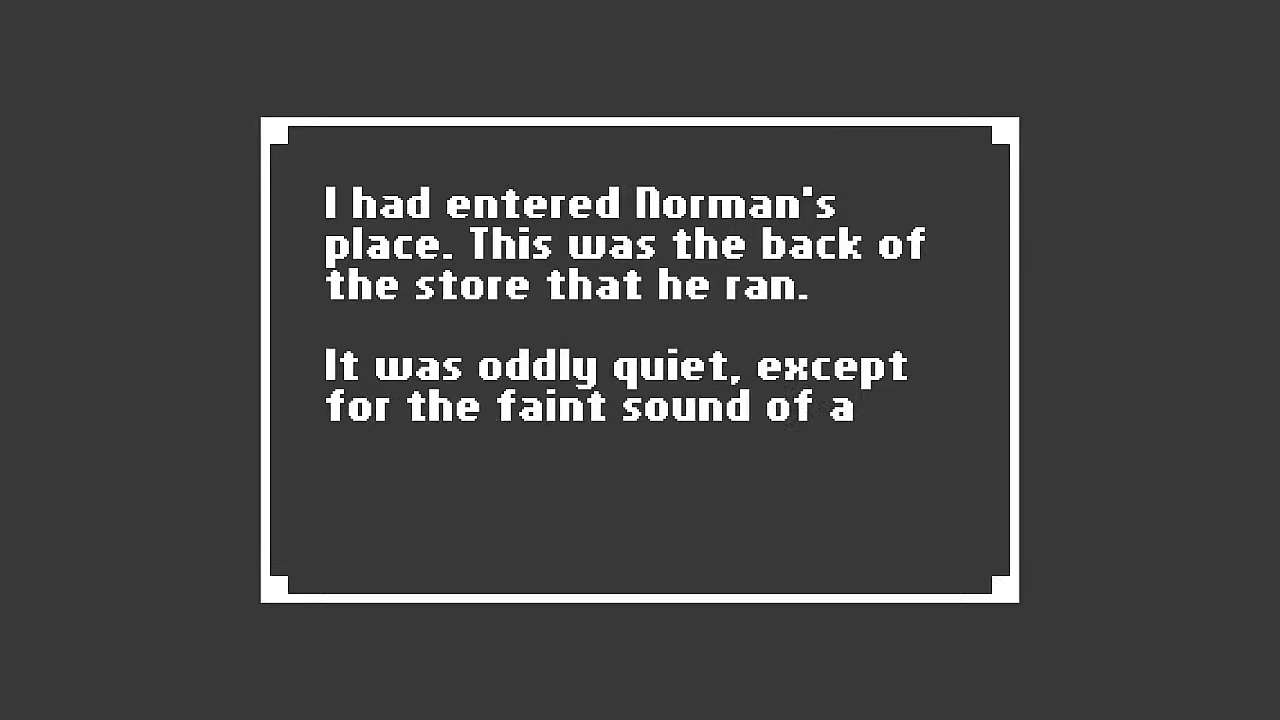 I had entered Norman's
place. This was the back of
the store that he ran.
It was oddly quiet, except
for the faint sound of a